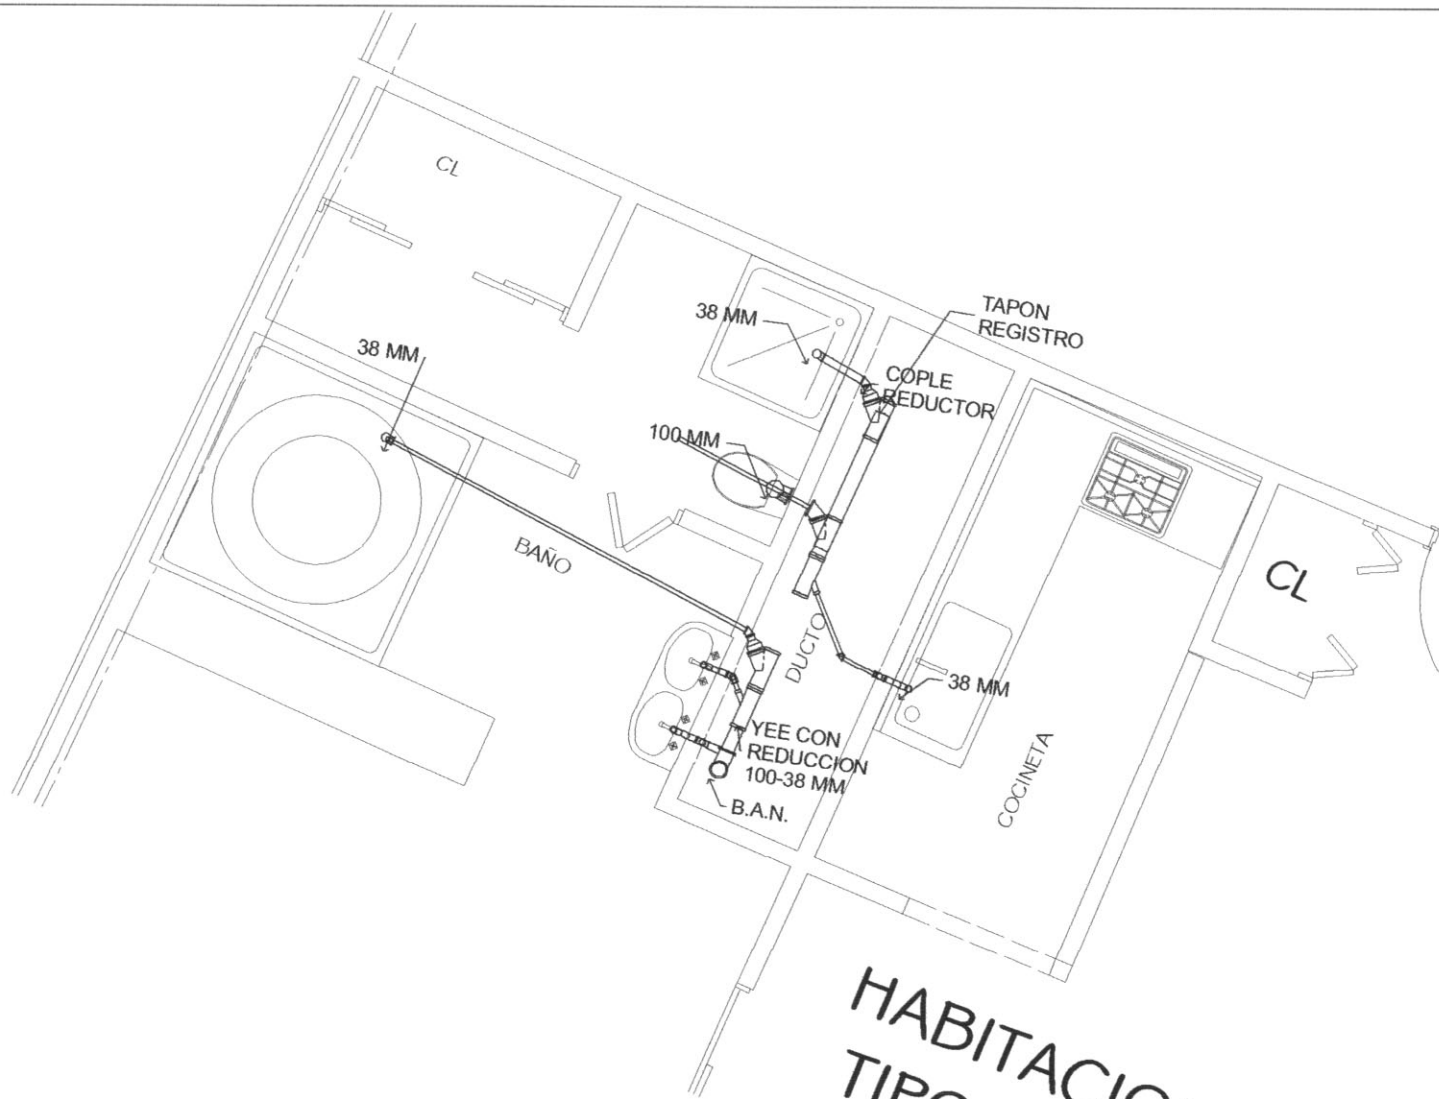 CL
TAPON
REGISTRO
38 MM
38 MM
COPLE
REDUCTOR
100 MM
BAÑO
CL
DUCTO
38 MM
YEE CON
REDUCCION
100-38 MM
B.A.N.
COCINETA
HABITACIO
TIPO